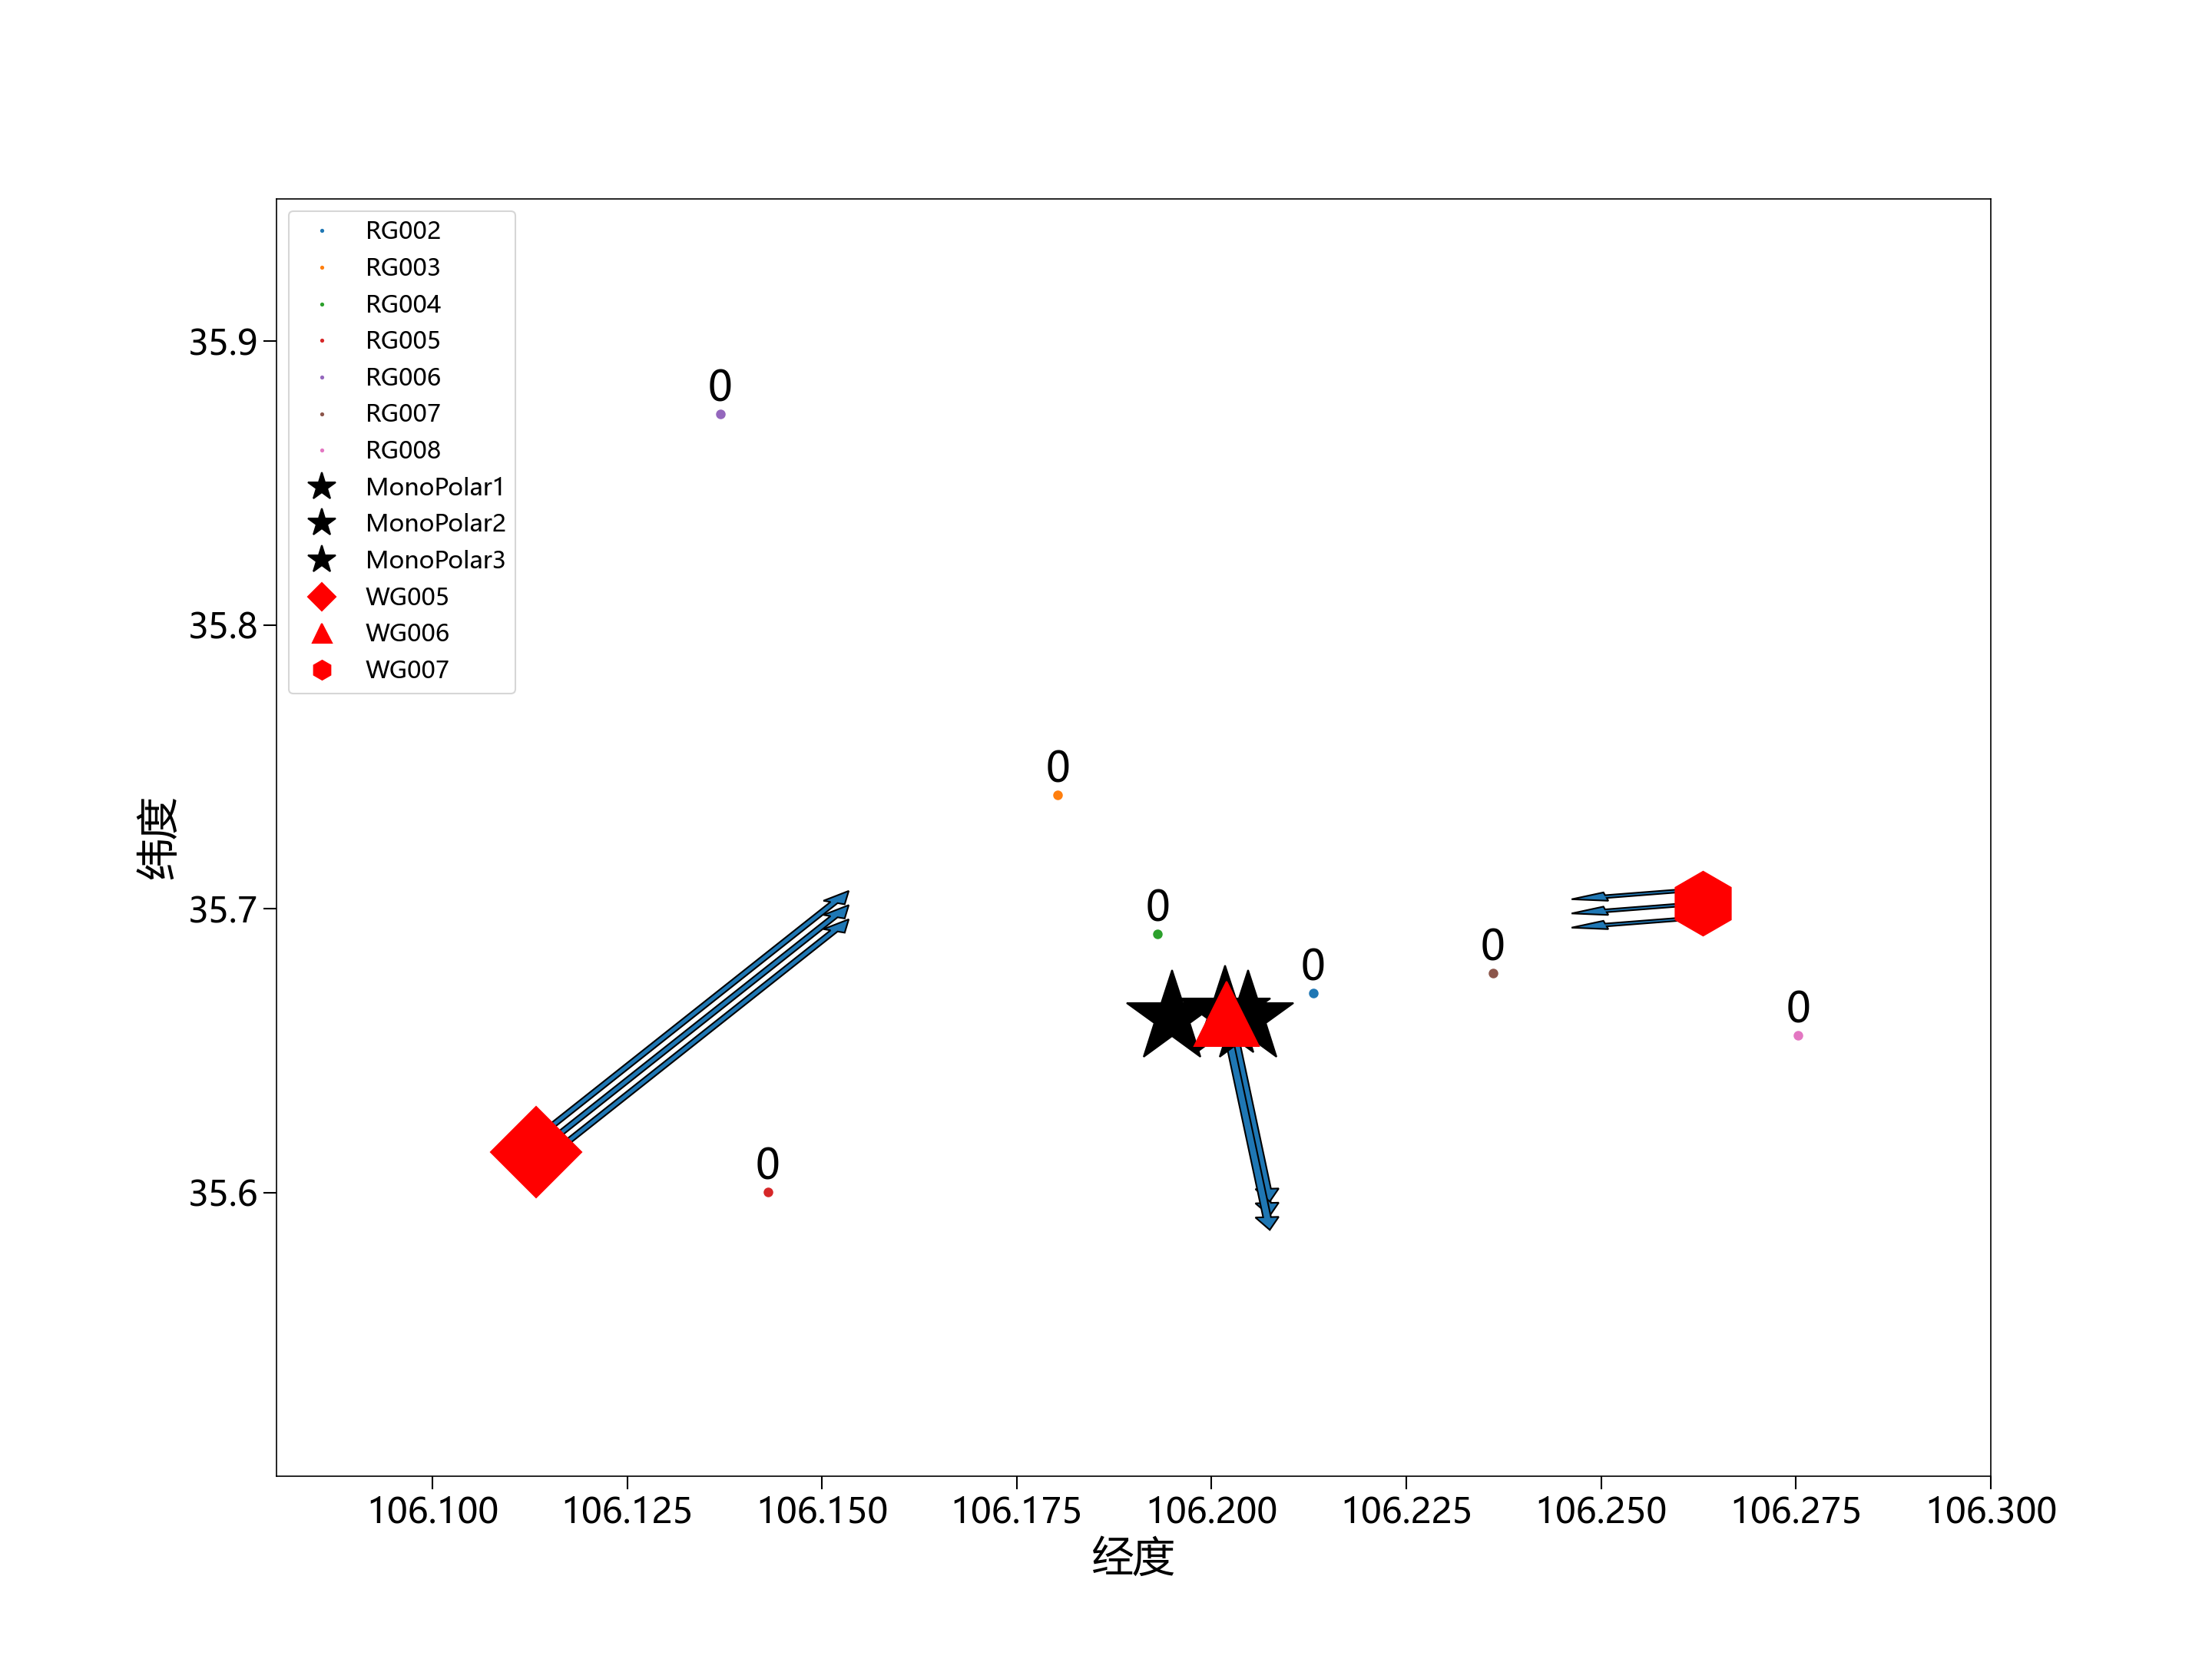 RG002
RG003
RG004
RG005
RG006
RG007
RG008
MonoPolar1
MonoPolar2
MonoPolar3
WG005
WG006
WG007
35.9
35.8
35.7
35.6
纬度
0
0
0
0
0
0
0
106.100
106.125
106.150
106.175
106.200
106.225
106.250
106.275
106.300
经度